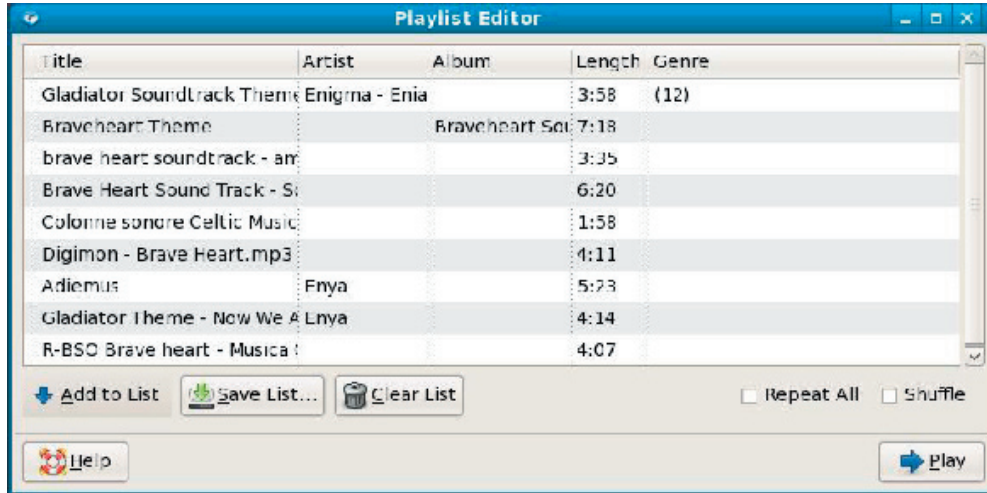 Playlist Editor
Title Artist Album Length Genre
Gladiator Soundtrack Theme Enigma - Enia 3:58 (12)
Braveheart Theme Braveheart Sou 7:18
brave heart soundtrack - am 3:35
Brave Heart Sound Track - 6:20
Colonne sonore Celtic Music 1:58
Digimon - Brave Heart.mp3 4:11
Adiemus Enya 5:23
Gladiator Theme - Now We A Enya 4:14
R-BSO Brave heart - Musica 4:07
Add to List Save List... Clear List Repeat All Shuffle
Help Play